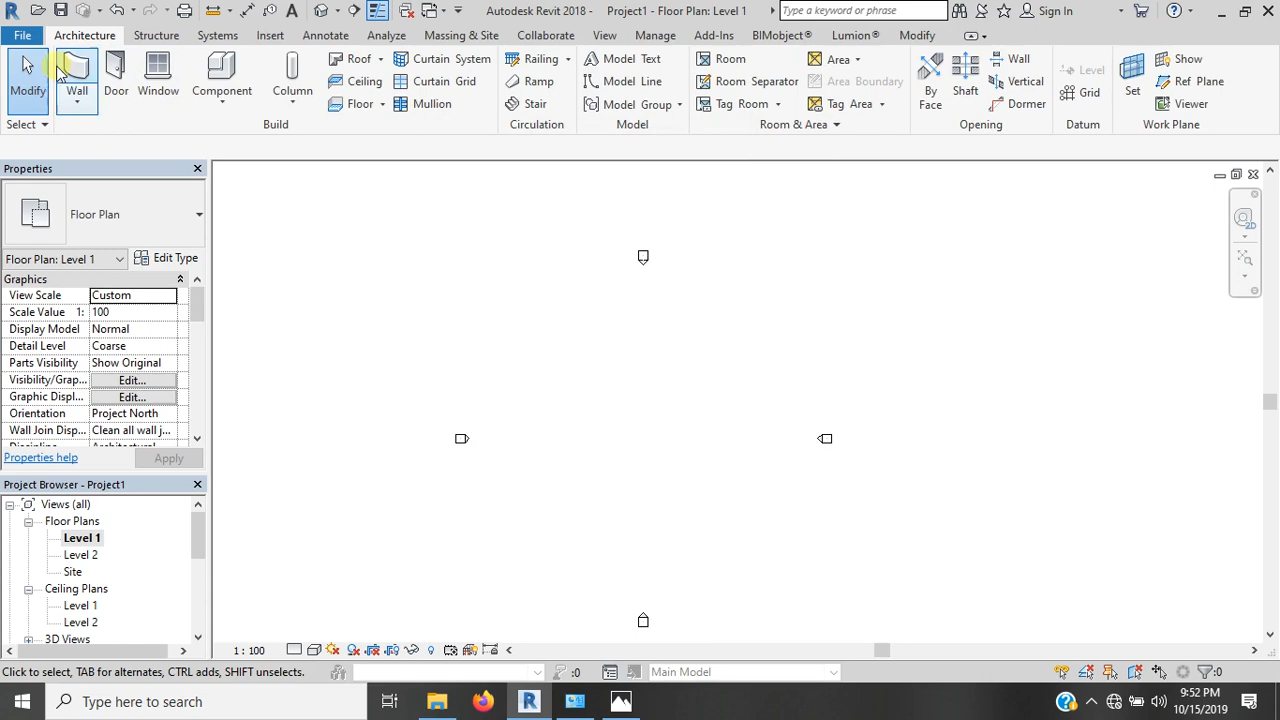 Autodesk Revit 2018 - Project1 - Floor Plan: Level 1
Type a keyword or phrase
Sign In
File
Architecture
Structure
Systems
Insert
Annotate
Analyze
Massing & Site
Collaborate
View
Manage
BIMobject®
Lumion®
Modify
Modify
Wall
Door
Window
Component
Column
Roof
Ceiling
Floor
Curtain System
Curtain Grid
Mullion
Railing
Ramp
Stair
Model Text
Model Line
Model Group
Room
Room Separator
Tag Room
Area
Area Boundary
Tag Area
By
Face
Shaft
Wall
Vertical
Dormer
Level
Grid
Set
Show
Ref Plane
Viewer
Select
Build
Circulation
Model
Room & Area
Opening
Datum
Work Plane
Properties
Floor Plan
Floor Plan: Level 1
Edit Type
Graphics
View Scale Custom
Scale Value 1: 100
Display Model Normal
Detail Level Coarse
Parts Visibility Show Original
Visibility/Grap... Edit...
Graphic Displ... Edit...
Orientation Project North
Wall Join Disp... Clean all wall j...
Properties help
Apply
Project Browser - Project1
Views (all)
Floor Plans
Level 1
Level 2
Site
Ceiling Plans
Level 1
Level 2
3D Views
2D
1 : 100
Click to select, TAB for alternates, CTRL adds, SHIFT unselects.
:0
Main Model
:0
Type here to search
9:52 PM
10/15/2019